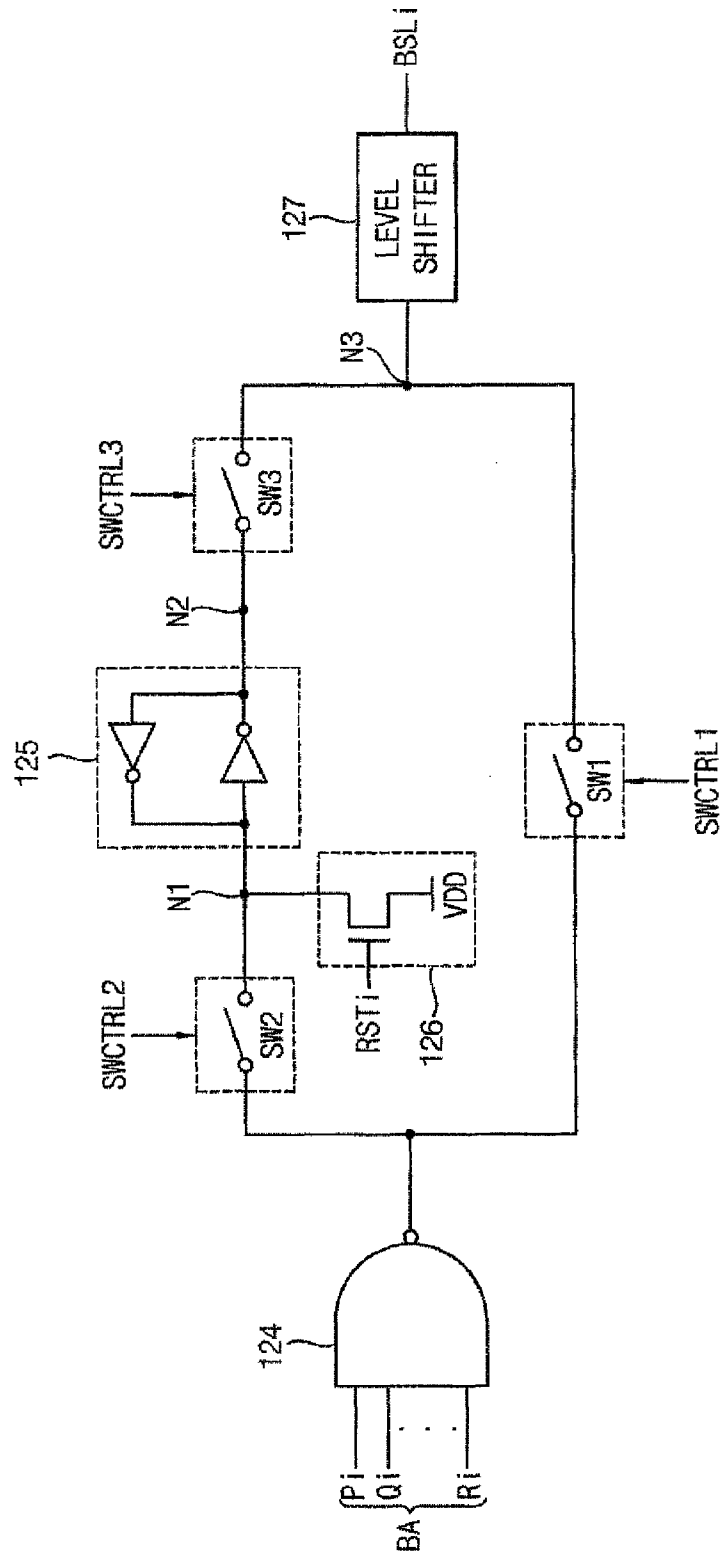 SWCTRL2
SW2
N1
125
N2
SWCTRL3
SW3
N3
127
LEVEL
SHIFTER
BSLi
RSTi
126
VDD
124
BA
Pi
Qi
Ri
SW1
SWCTRL1